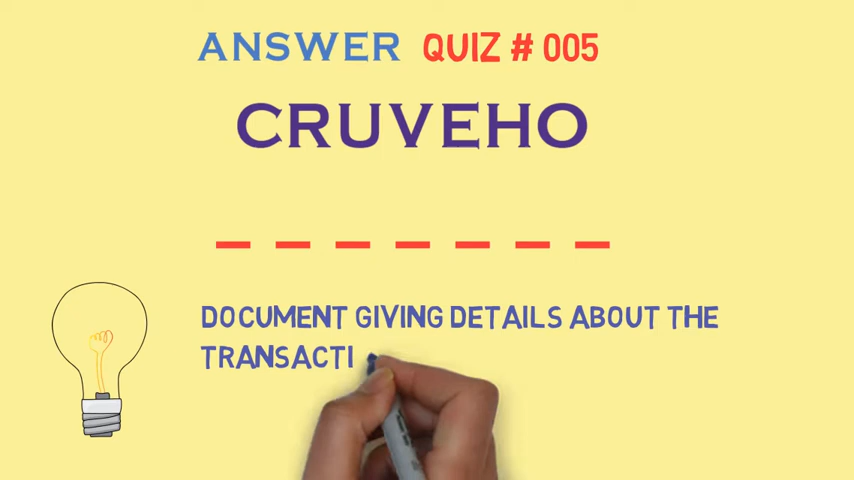 ANSWER QUIZ # 005
CRUVEHO
DOCUMENT GIVING DETAILS ABOUT THE
TRANSACTI